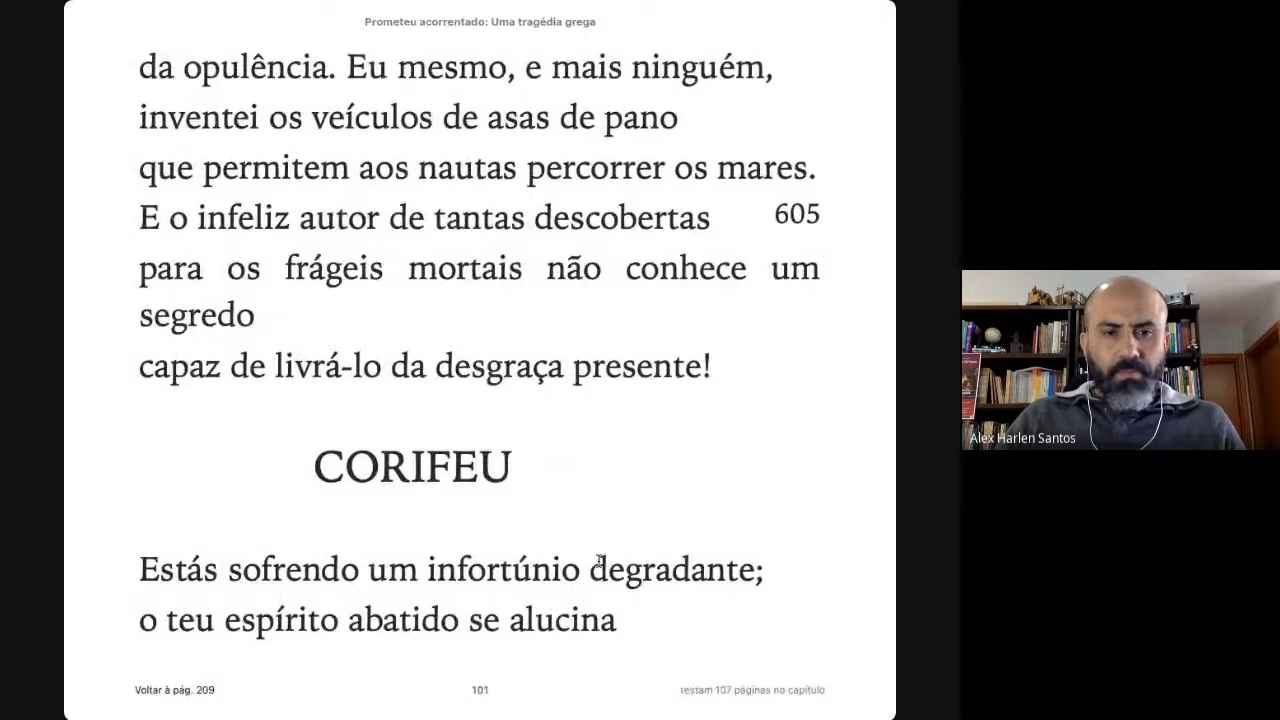 Prometeu acorrentado: Uma tragédia grega
da opulência. Eu mesmo, e mais ninguém,
inventei os veículos de asas de pano
que permitem aos nautas percorrer os mares.
E o infeliz autor de tantas descobertas 605
para os frágeis mortais não conhece um
segredo
capaz de livrá-lo da desgraça presente!
CORIFEU
Estás sofrendo um infortúnio degradante;
o teu espírito abatido se alucina
Voltar à pág. 209
101
restam 107 páginas no capítulo
Alex Harlen Santos